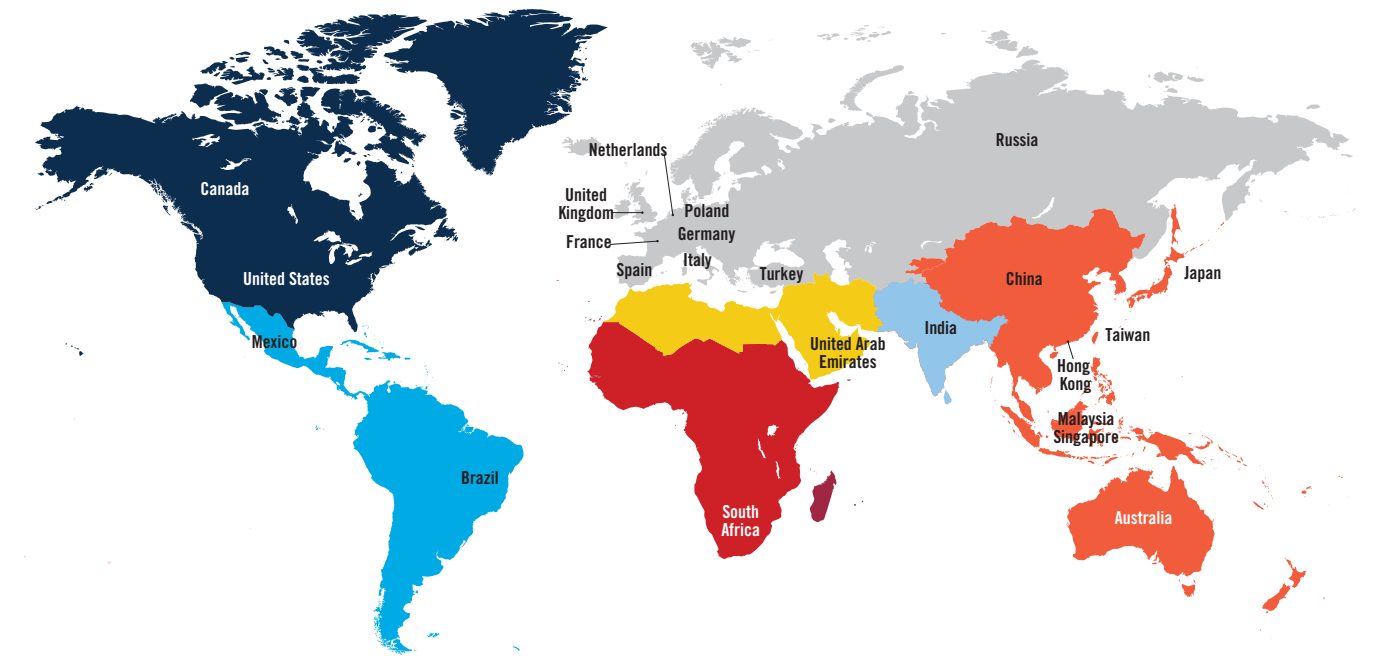 Canada
United States
Mexico
Brazil
Netherlands
United
Kingdom
France
Spain
Poland
Germany
Italy
Turkey
Russia
United Arab
Emirates
South
Africa
India
China
Japan
Taiwan
Hong
Kong
Malaysia
Singapore
Australia